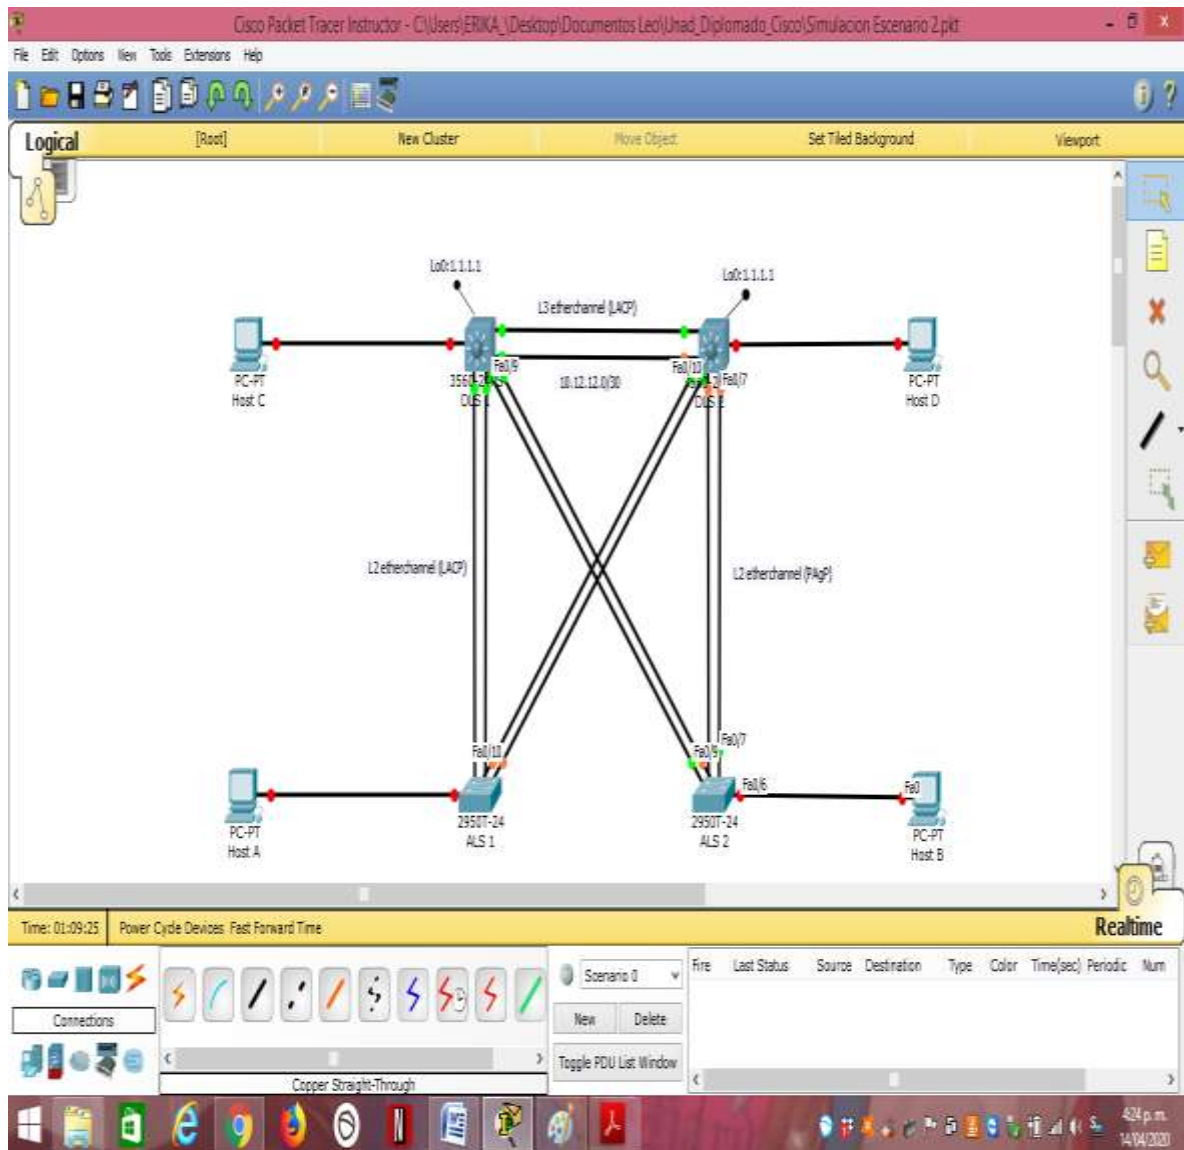 Cisco Packet Tracer Instructor - C:\Users\ERIKA_\Desktop\Documentos Leo\Unad_Diplomado_Cisco\Simulacion Escenario 2.pkt
File Edit Options View Tools Extensions Help
Logical [Root] New Cluster Move Object Set Tiled Background Viewport
Lo0:1.1.1.1
Lo0:1.1.1.1
L3 etherchannel (LACP)
Fa0/9
Fa0/10
Fa0/7
10.12.12.0/30
PC-PT
Host C
PC-PT
Host D
L2 etherchannel (LACP)
L2 etherchannel (PAgP)
Fa0/10
Fa0/9
Fa0/7
Fa0/6
Fa0
PC-PT
Host A
2950T-24
ALS 1
2950T-24
ALS 2
PC-PT
Host B
Time: 01:09:25 Power Cycle Devices Fast Forward Time Realtime
Connections
Copper Straight-Through
Scenario 0
New Delete
Toggle PDU List Window
Fire Last Status Source Destination Type Color Time(sec) Periodic Num
4:24 p.m.
14/04/2020